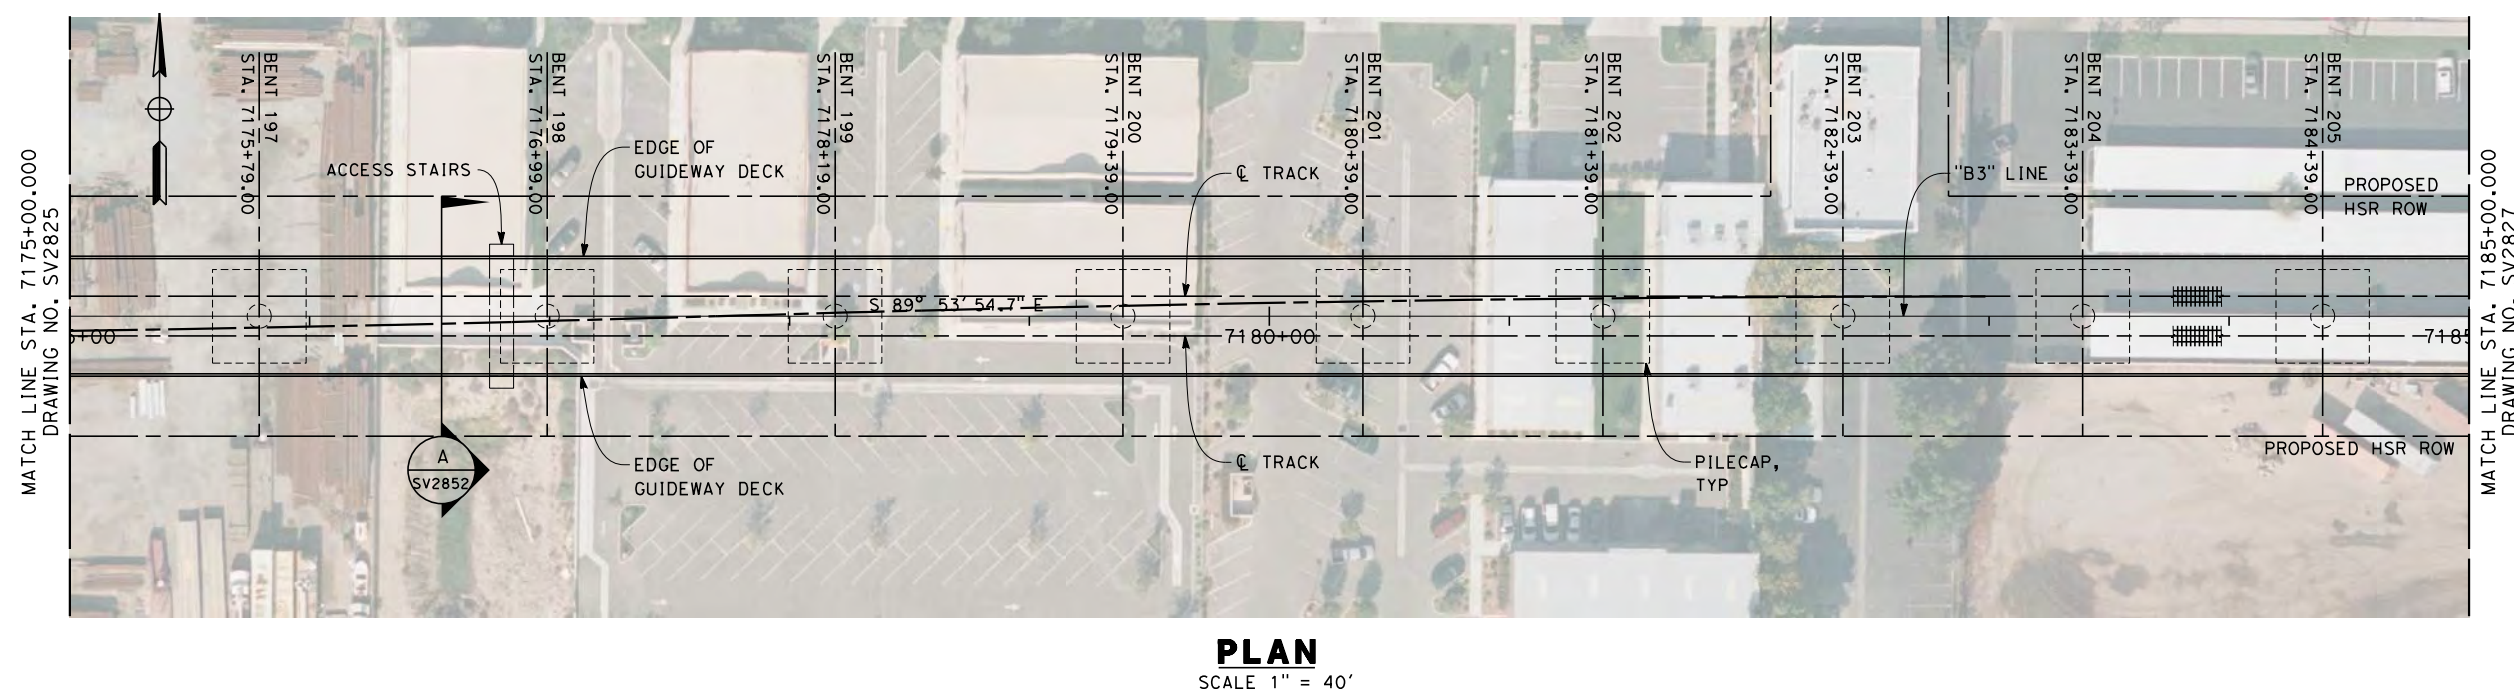 MATCH LINE STA. 7175+00.000
DRAWING NO. SV2825
BENT 197
STA. 7175+79.00
BENT 198
STA. 7176+99.00
BENT 199
STA. 7178+19.00
BENT 200
STA. 7179+39.00
BENT 201
STA. 7180+39.00
BENT 202
STA. 7181+39.00
BENT 203
STA. 7182+39.00
BENT 204
STA. 7183+39.00
BENT 205
STA. 7184+39.00
ACCESS STAIRS
EDGE OF
GUIDEWAY DECK
℄ TRACK
"B3" LINE
PROPOSED
HSR ROW
S 89° 53' 54.7" E
+00
7180+00
7185
A
SV2852
EDGE OF
GUIDEWAY DECK
℄ TRACK
PILECAP,
TYP
PROPOSED HSR ROW
MATCH LINE STA. 7185+00.000
DRAWING NO. SV2827
PLAN
SCALE 1" = 40'